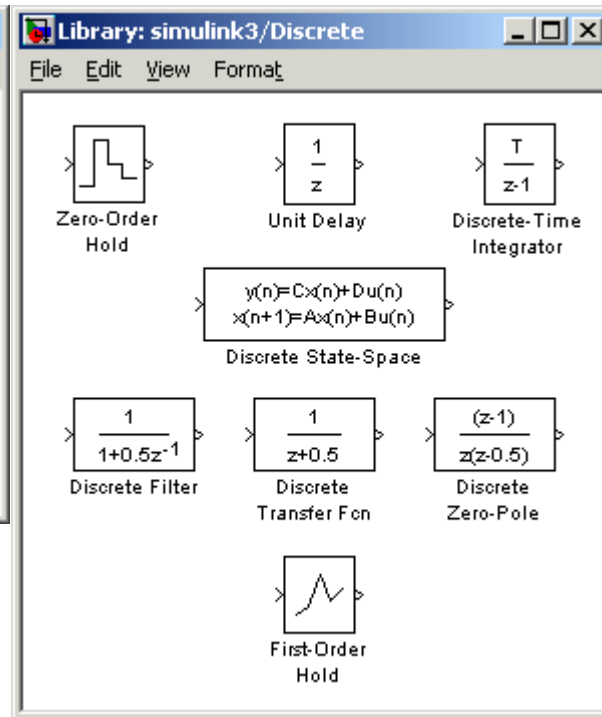 Library: simulink3/Discrete
File Edit View Format
Zero-Order
Hold
1
z
Unit Delay
T
z-1
Discrete-Time
Integrator
y(n)=Cx(n)+Du(n)
x(n+1)=Ax(n)+Bu(n)
Discrete State-Space
1
1+0.5z-1
Discrete Filter
1
z+0.5
Discrete
Transfer Fcn
(z-1)
z(z-0.5)
Discrete
Zero-Pole
First-Order
Hold